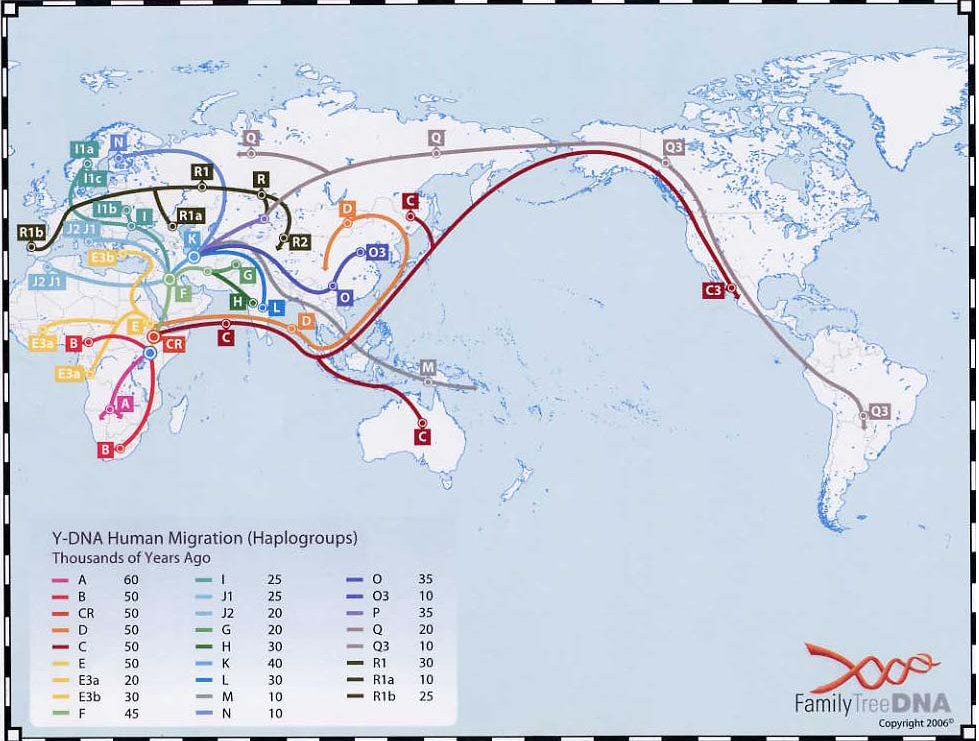 I1a
N
Q
Q
Q3
I1c
R1
R
I1b
I
R1a
D
C
R1b
J2 J1
K
R2
O3
E3b
J2 J1
G
F
H
L
O
C3
E
D
E3a
B
CR
C
E3a
M
A
Q3
B
C
Y-DNA Human Migration (Haplogroups)
Thousands of Years Ago
A 60
B 50
CR 50
D 50
C 50
E 50
E3a 20
E3b 30
F 45
I 25
J1 25
J2 20
G 20
H 30
K 40
L 30
M 10
N 10
O 35
O3 10
P 35
Q 20
Q3 10
R1 30
R1a 10
R1b 25
FamilyTreeDNA
Copyright 2006©